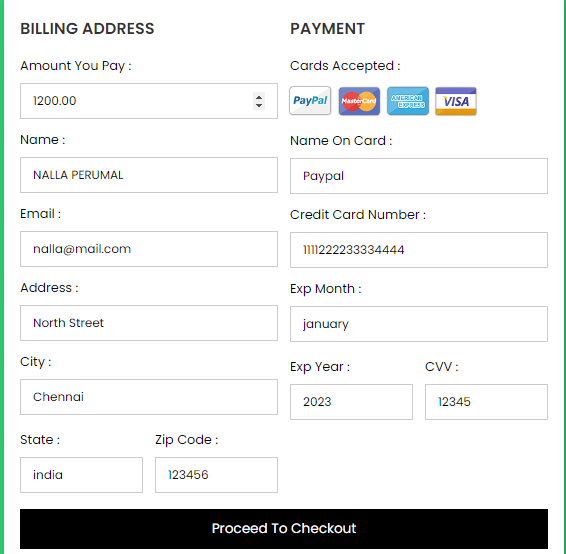 BILLING ADDRESS
Amount You Pay :
1200.00
Name :
NALLA PERUMAL
Email :
nalla@mail.com
Address :
North Street
City :
Chennai
State :
Zip Code :
india
123456
PAYMENT
Cards Accepted :
PayPal
MasterCard
AMERICAN EXPRESS
VISA
Name On Card :
Paypal
Credit Card Number :
1111222233334444
Exp Month :
january
Exp Year :
CVV :
2023
12345
Proceed To Checkout